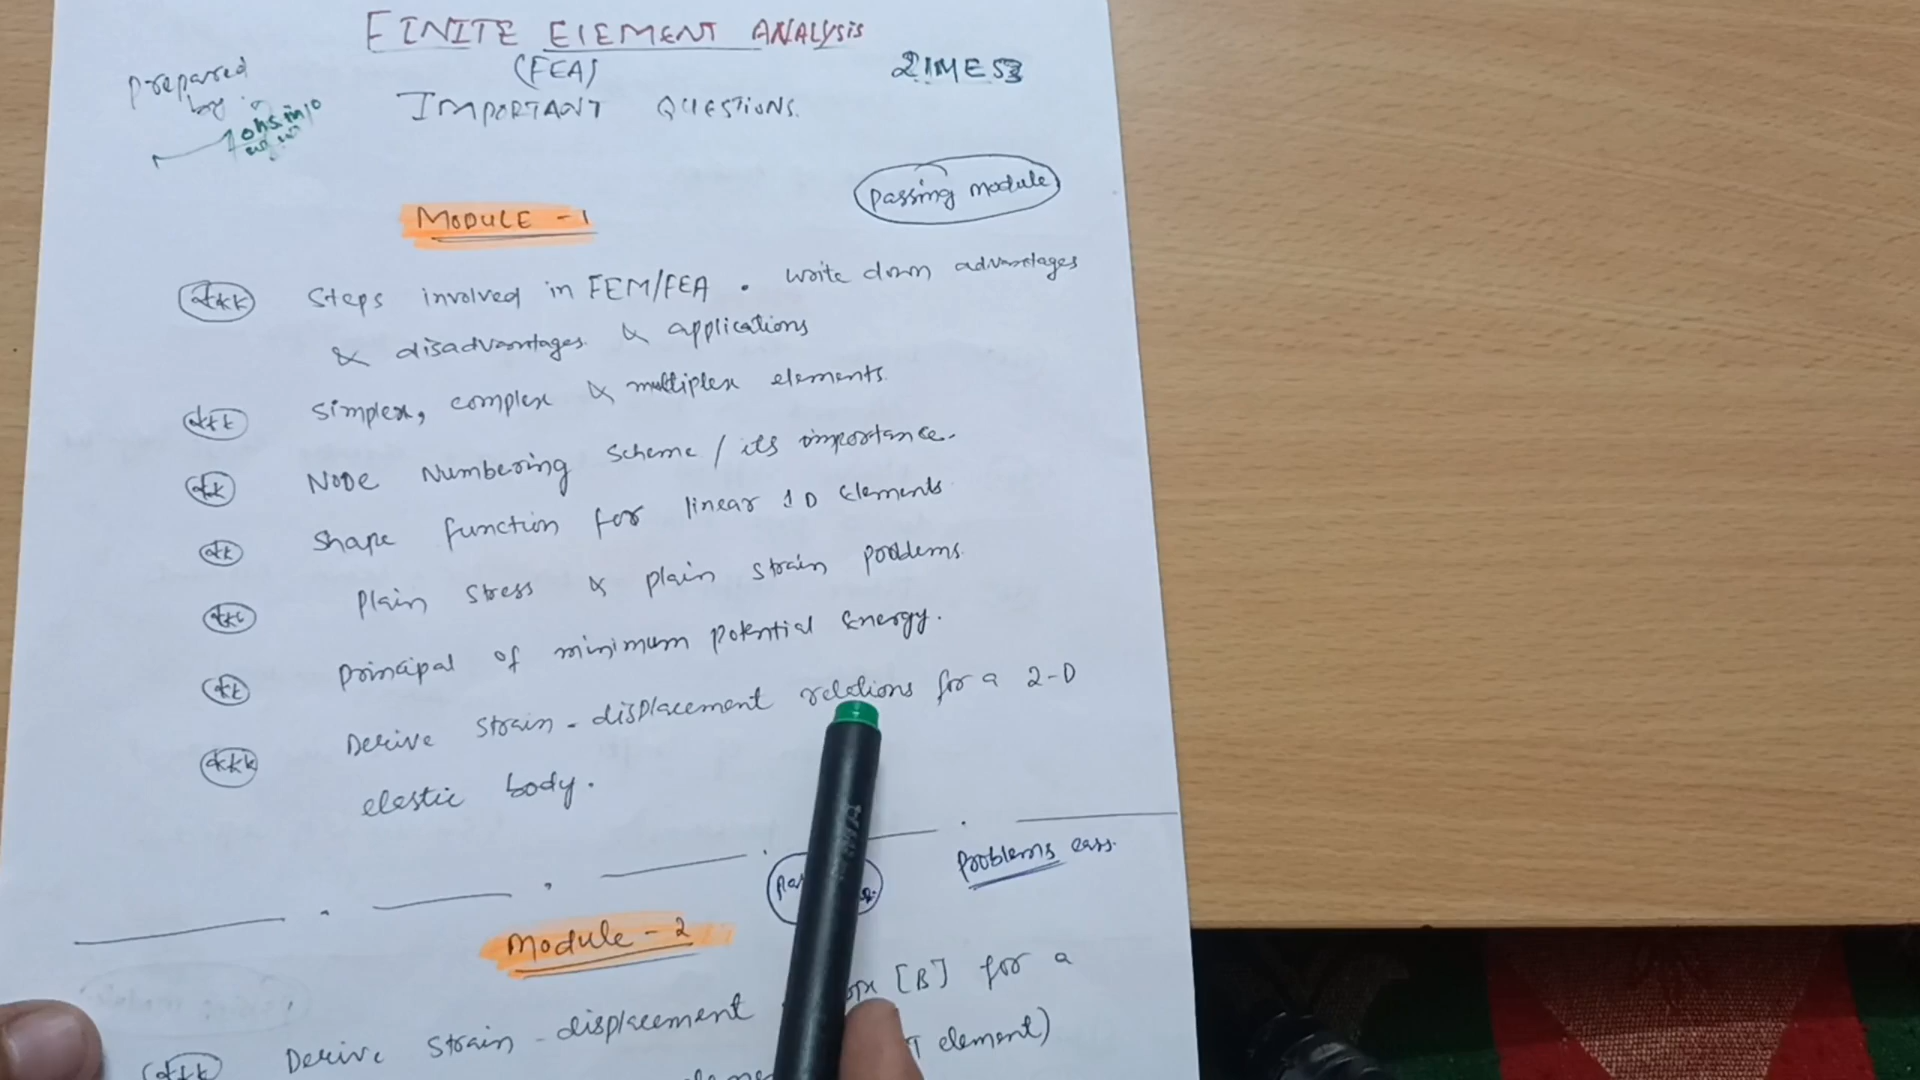 FINITE ELEMENT ANALYSIS
(FEA)
21ME53
Prepared
by
IMPORTANT QUESTIONS.
Passing module
MODULE - 1
Steps involved in FEM/FEA . write down advantages
& disadvantages & applications
Simplex, complex & multiplex elements.
NODE Numbering Scheme / its importance.
Shape function for linear 1D Elements
Plain stress & plain strain problems.
Principal of minimum potential Energy.
Derive strain - displacement relations for a 2-D
elastic body.
Problems easy.
Module - 2
Derive strain - displacement [B] for a
element)